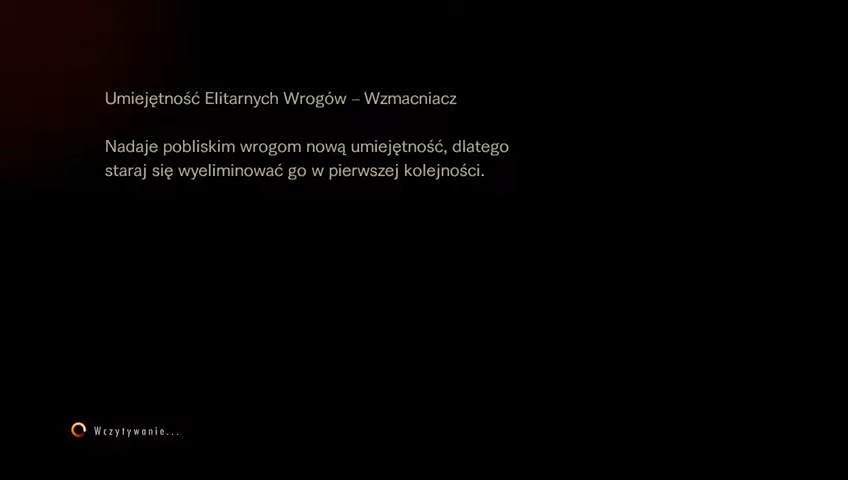 Umiejętność Elitarnych Wrogów – Wzmacniacz
Nadaje pobliskim wrogom nową umiejętność, dlatego
staraj się wyeliminować go w pierwszej kolejności.
Wczytywanie...